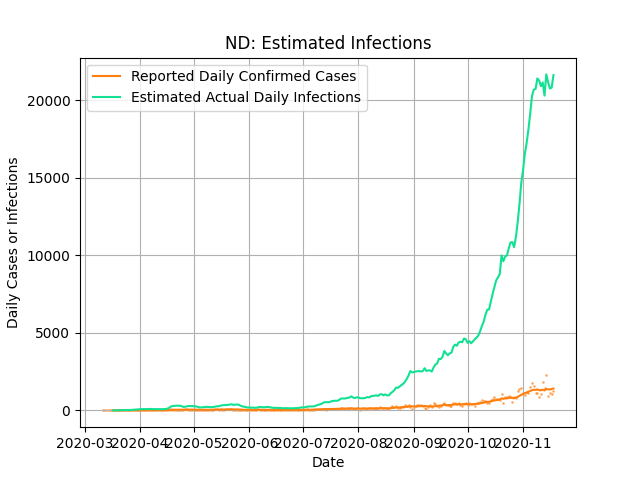 ND: Estimated Infections
Reported Daily Confirmed Cases
Estimated Actual Daily Infections
Daily Cases or Infections
20000
15000
10000
5000
0
2020-03 2020-04 2020-05 2020-06 2020-07 2020-08 2020-09 2020-10 2020-11
Date